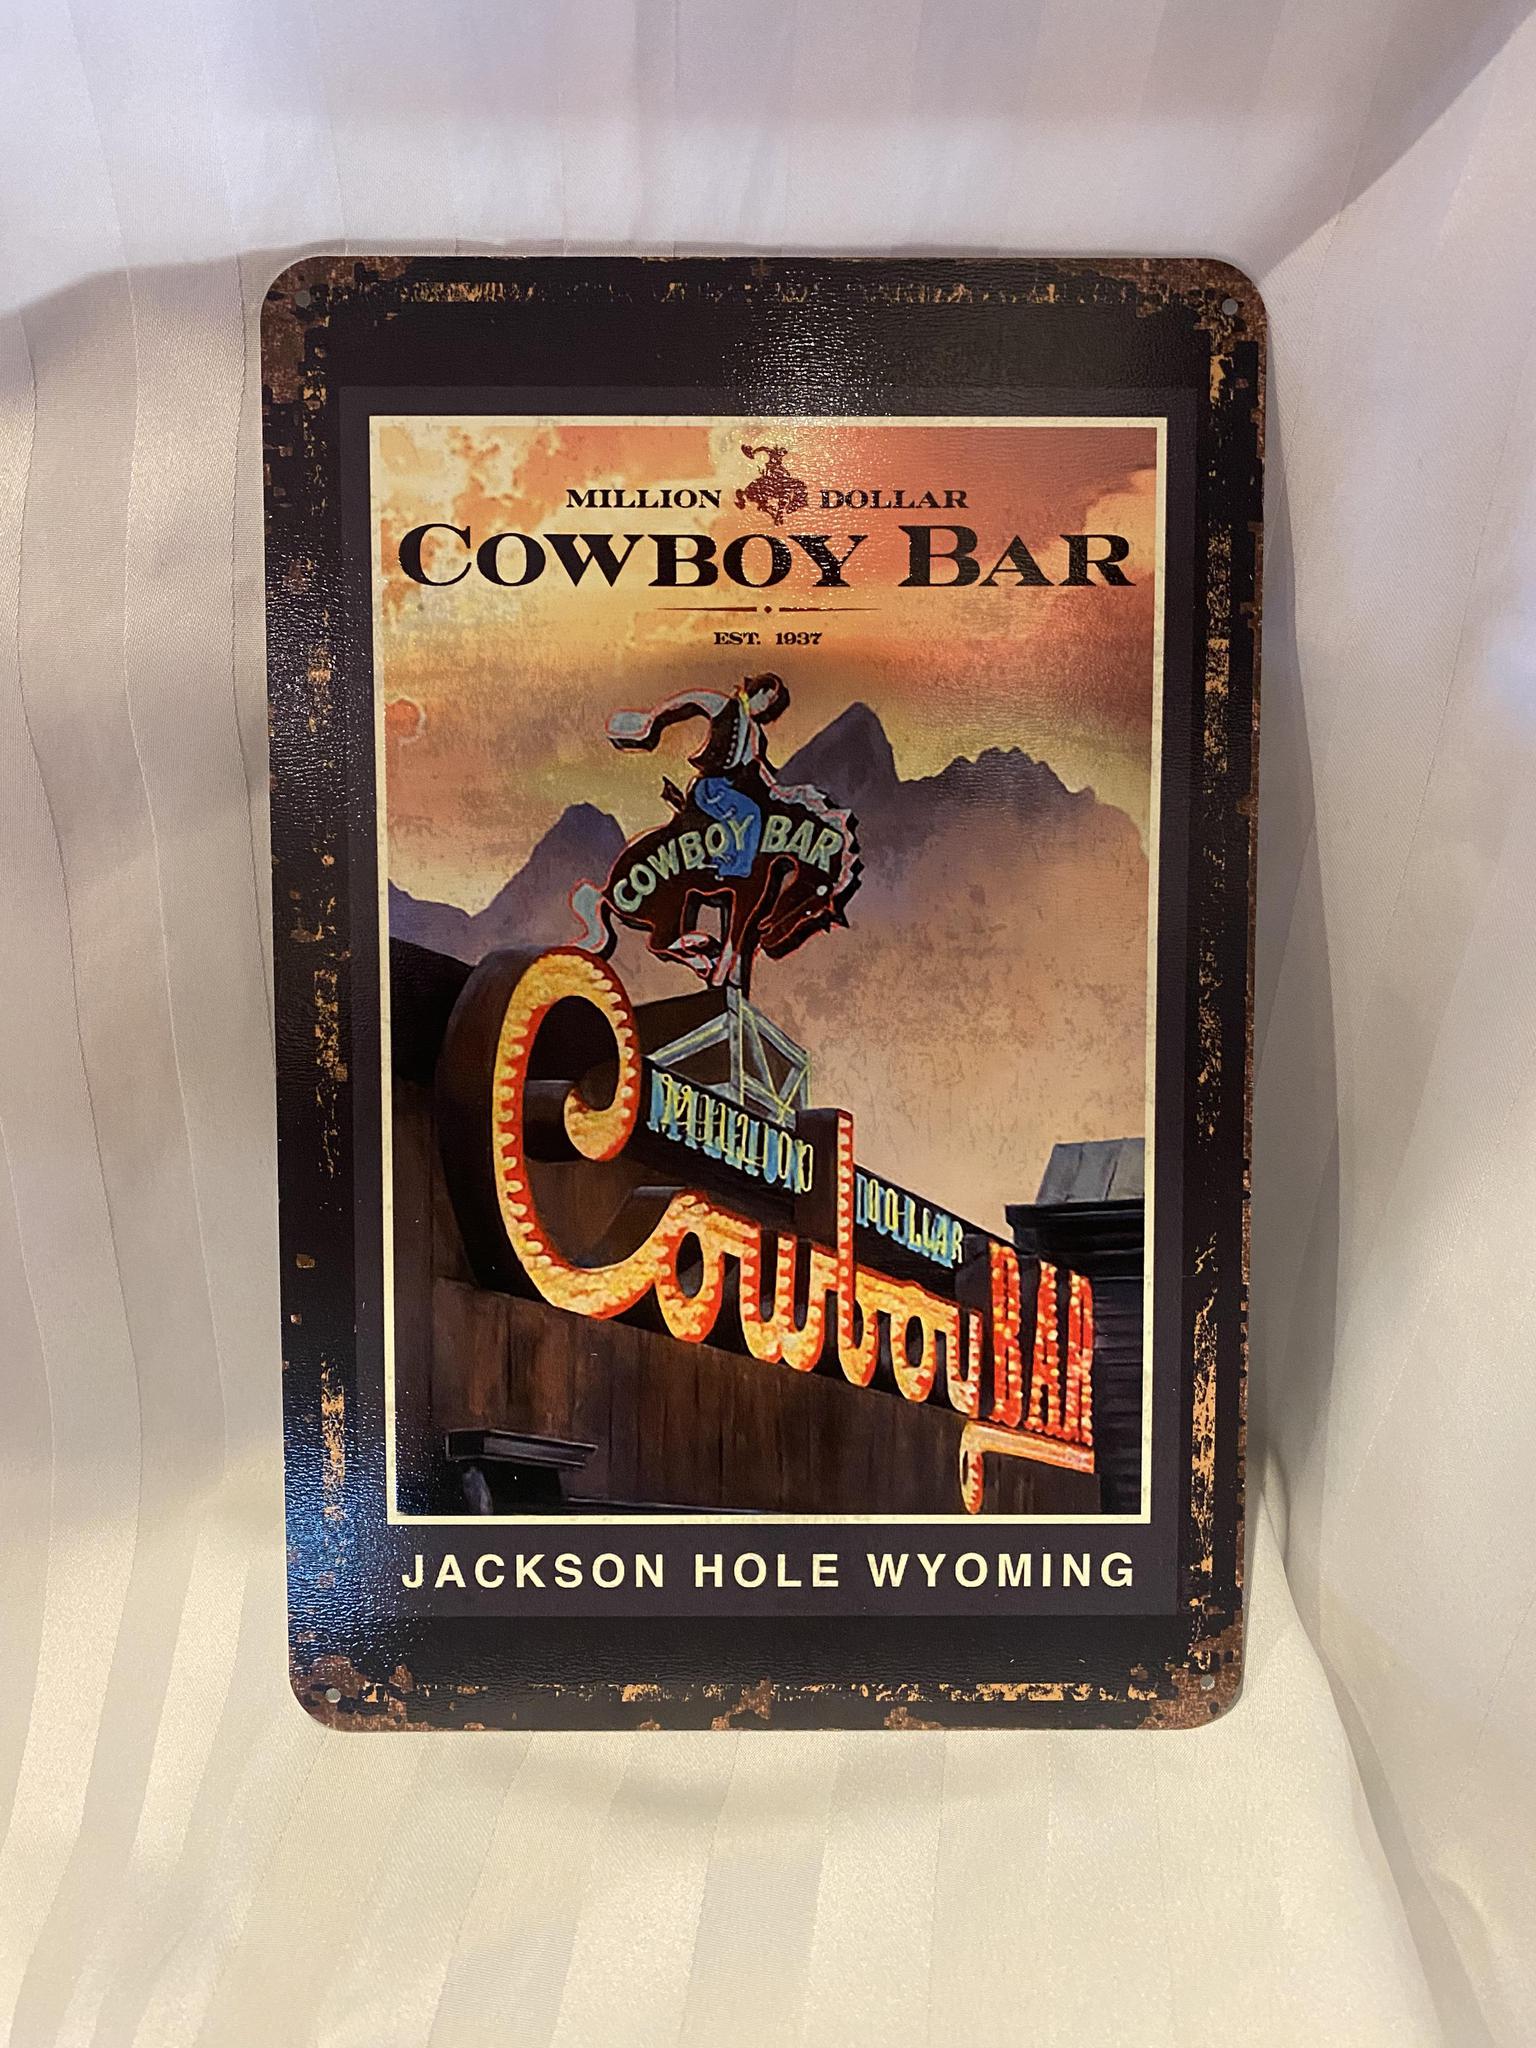 MILLION DOLLAR
COWBOY BAR
EST. 1937
COWBOY BAR
MILLION DOLLAR
Cowboy BAR
JACKSON HOLE WYOMING